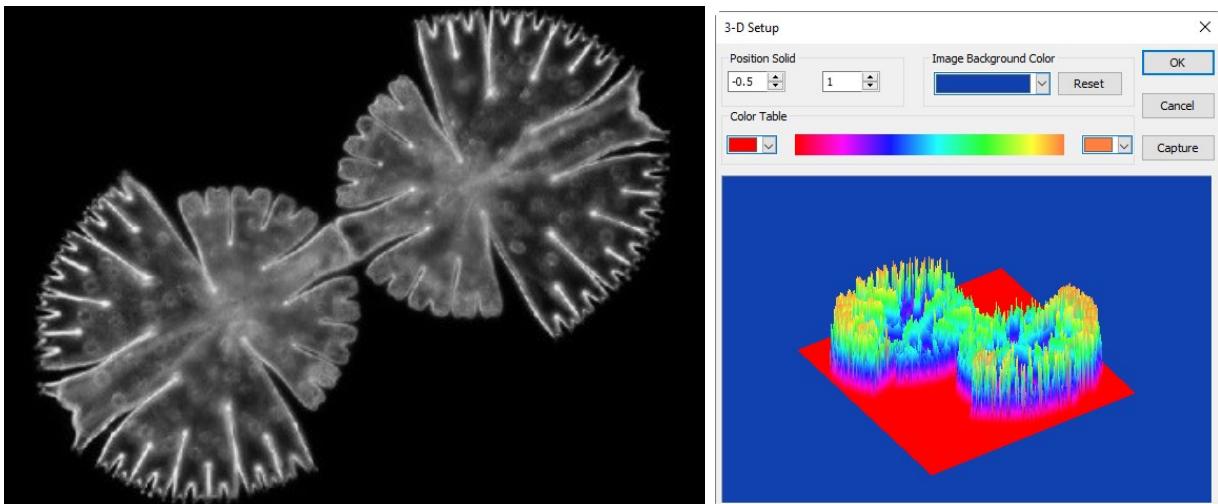 3-D Setup
Position Solid
-0.5
1
Image Background Color
Reset
OK
Cancel
Color Table
Capture